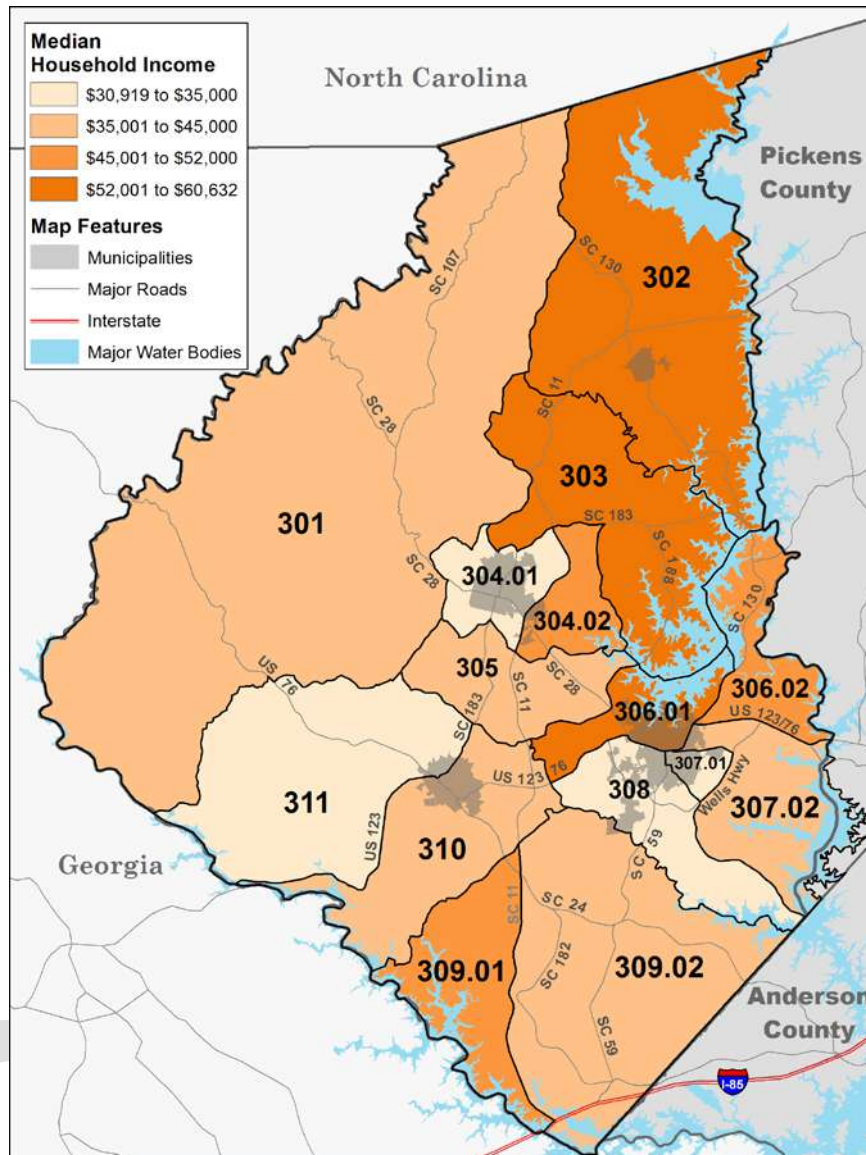 Median
Household Income
$30,919 to $35,000
$35,001 to $45,000
$45,001 to $52,000
$52,001 to $60,632
Map Features
Municipalities
Major Roads
Interstate
Major Water Bodies
North Carolina
Pickens
County
SC 107
SC 130
302
SC 28
SC 11
303
301
SC 183
SC 188
304.01
SC 28
SC 130
304.02
305
SC 28
306.02
US 76
SC 183
SC 11
306.01
US 123/76
307.01
US 123/76
308
Wells Hwy
311
307.02
US 123
310
SC 59
Georgia
SC 11
SC 24
309.01
SC 182
309.02
Anderson
County
SC 59
I-85